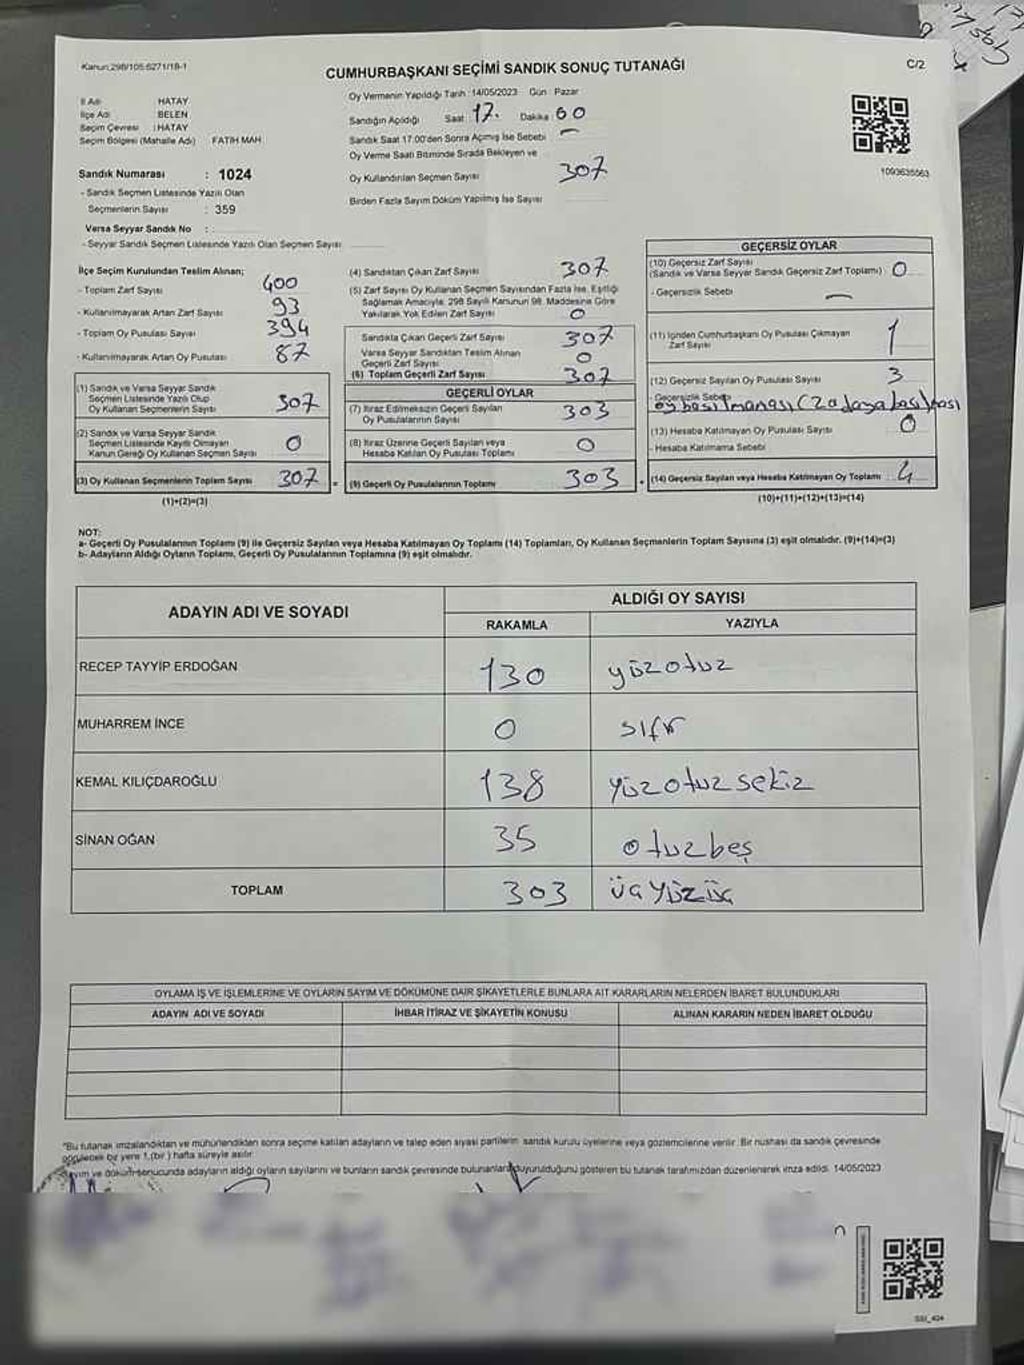 Kanun:298/105-6271/18-1
CUMHURBAŞKANI SEÇİMİ SANDIK SONUÇ TUTANAĞI
C/2
İl Adı HATAY
İlçe Adı BELEN
Seçim Çevresi : HATAY
Seçim Bölgesi (Mahalle Adı) FATİH MAH
Sandık Numarası : 1024
- Sandık Seçmen Listesinde Yazılı Olan
Seçmenlerin Sayısı : 359
Varsa Seyyar Sandık No :
- Seyyar Sandık Seçmen Listesinde Yazılı Olan Seçmen Sayısı
Oy Vermenin Yapıldığı Tarih : 14/05/2023 Gün : Pazar
Sandığın Açıldığı Saat 17. Dakika 00
Sandık Saat 17:00'den Sonra Açılmış İse Sebebi —
Oy Verme Saati Bitiminde Sırada Bekleyen ve
Oy Kullandırılan Seçmen Sayısı 307
Birden Fazla Sayım Döküm Yapılmış İse Sayısı
1093635563
İlçe Seçim Kurulundan Teslim Alınan;
- Toplam Zarf Sayısı 400
- Kullanılmayarak Artan Zarf Sayısı 93
- Toplam Oy Pusulası Sayısı 394
- Kullanılmayarak Artan Oy Pusulası 87
(1) Sandık ve Varsa Seyyar Sandık
Seçmen Listesinde Yazılı Olup
Oy Kullanan Seçmenlerin Sayısı 307
(2) Sandık ve Varsa Seyyar Sandık
Seçmen Listesinde Kayıtlı Olmayan
Kanun Gereği Oy Kullanan Seçmen Sayısı 0
(3) Oy Kullanan Seçmenlerin Toplam Sayısı 307
(1)+(2)=(3)
(4) Sandıktan Çıkan Zarf Sayısı 307
(5) Zarf Sayısı Oy Kullanan Seçmen Sayısından Fazla İse, Eşitliği
Sağlamak Amacıyla; 298 Sayılı Kanunun 98. Maddesine Göre
Yakılarak Yok Edilen Zarf Sayısı 0
Sandıkta Çıkan Geçerli Zarf Sayısı 307
Varsa Seyyar Sandıktan Teslim Alınan
Geçerli Zarf Sayısı 0
(6) Toplam Geçerli Zarf Sayısı 307
GEÇERLİ OYLAR
(7) İtiraz Edilmeksizin Geçerli Sayılan
Oy Pusulalarının Sayısı 303
(8) İtiraz Üzerine Geçerli Sayılan veya
Hesaba Katılan Oy Pusulası Toplamı 0
(9) Geçerli Oy Pusulalarının Toplamı 303
GEÇERSİZ OYLAR
(10) Geçersiz Zarf Sayısı
(Sandık ve Varsa Seyyar Sandık Geçersiz Zarf Toplamı) 0
- Geçersizlik Sebebi —
(11) İçinden Cumhurbaşkanı Oy Pusulası Çıkmayan
Zarf Sayısı 1
(12) Geçersiz Sayılan Oy Pusulası Sayısı 3
- Geçersizlik Sebebi
(13) Hesaba Katılmayan Oy Pusulası Sayısı 0
- Hesaba Katılmama Sebebi
(14) Geçersiz Sayılan veya Hesaba Katılmayan Oy Toplamı 4
(10)+(11)+(12)+(13)=(14)
NOT:
a- Geçerli Oy Pusulalarının Toplamı (9) ile Geçersiz Sayılan veya Hesaba Katılmayan Oy Toplamı (14) Toplamları, Oy Kullanan Seçmenlerin Toplam Sayısına (3) eşit olmalıdır. (9)+(14)=(3)
b- Adayların Aldığı Oyların Toplamı, Geçerli Oy Pusulalarının Toplamına (9) eşit olmalıdır.
ADAYIN ADI VE SOYADI
ALDIĞI OY SAYISI
RAKAMLA YAZIYLA
RECEP TAYYİP ERDOĞAN 130 yüzotuz
MUHARREM İNCE 0 sıfır
KEMAL KILIÇDAROĞLU 138 yüzotuzsekiz
SİNAN OĞAN 35 otuzbeş
TOPLAM 303 üçyüzüç
OYLAMA İŞ VE İŞLEMLERİNE VE OYLARIN SAYIM VE DÖKÜMÜNE DAİR ŞİKAYETLERLE BUNLARA AİT KARARLARIN NELERDEN İBARET BULUNDUKLARI
ADAYIN ADI VE SOYADI İHBAR İTİRAZ VE ŞİKAYETİN KONUSU ALINAN KARARIN NEDEN İBARET OLDUĞU
"Bu tutanak imzalandıktan ve mühürlendikten sonra seçime katılan adayların ve talep eden siyasi partilerin sandık kurulu üyelerine veya gözlemcilerine verilir. Bir nüshası da sandık çevresinde
görülecek bir yere 1 (bir) hafta süreyle asılır.
Sayım ve döküm sonucunda adayların aldığı oyların sayılarını ve bunların sandık çevresinde bulunanlara duyurulduğunu gösteren bu tutanak tarafımızdan düzenlenerek imza edildi. 14/05/2023